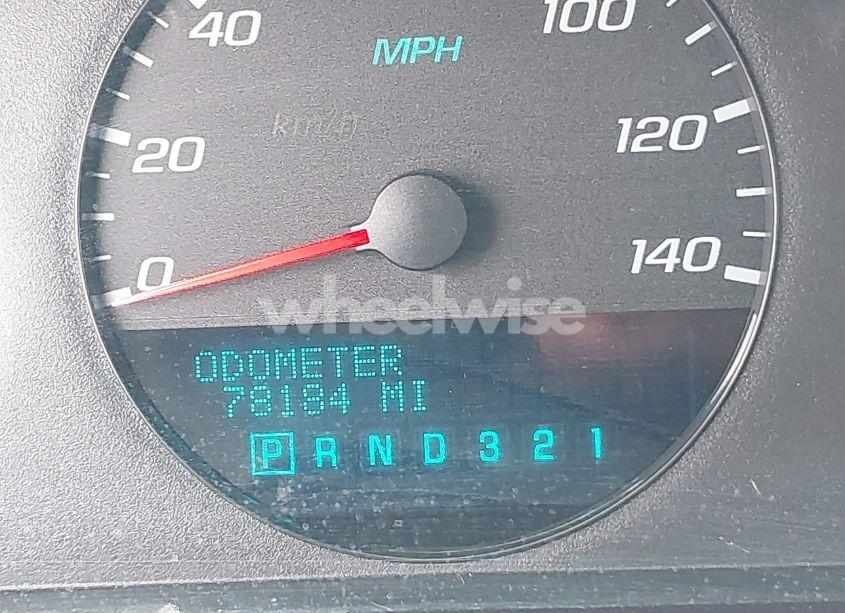 40
100
MPH
km/h
20
120
0
140
wheelwise
ODOMETER
78184 MI
P R N D 3 2 1